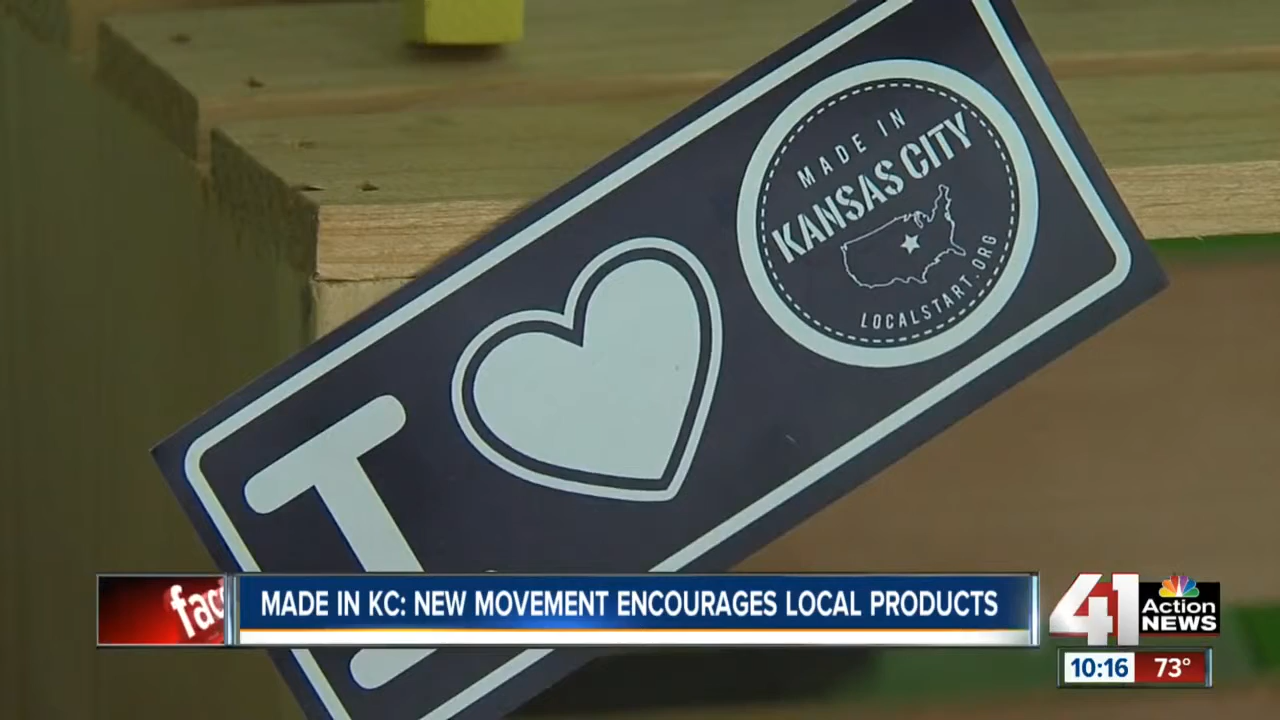 I
MADE IN
KANSAS CITY
LOCALSTART.ORG
fac
MADE IN KC: NEW MOVEMENT ENCOURAGES LOCAL PRODUCTS
41 Action
NEWS
10:16 73°